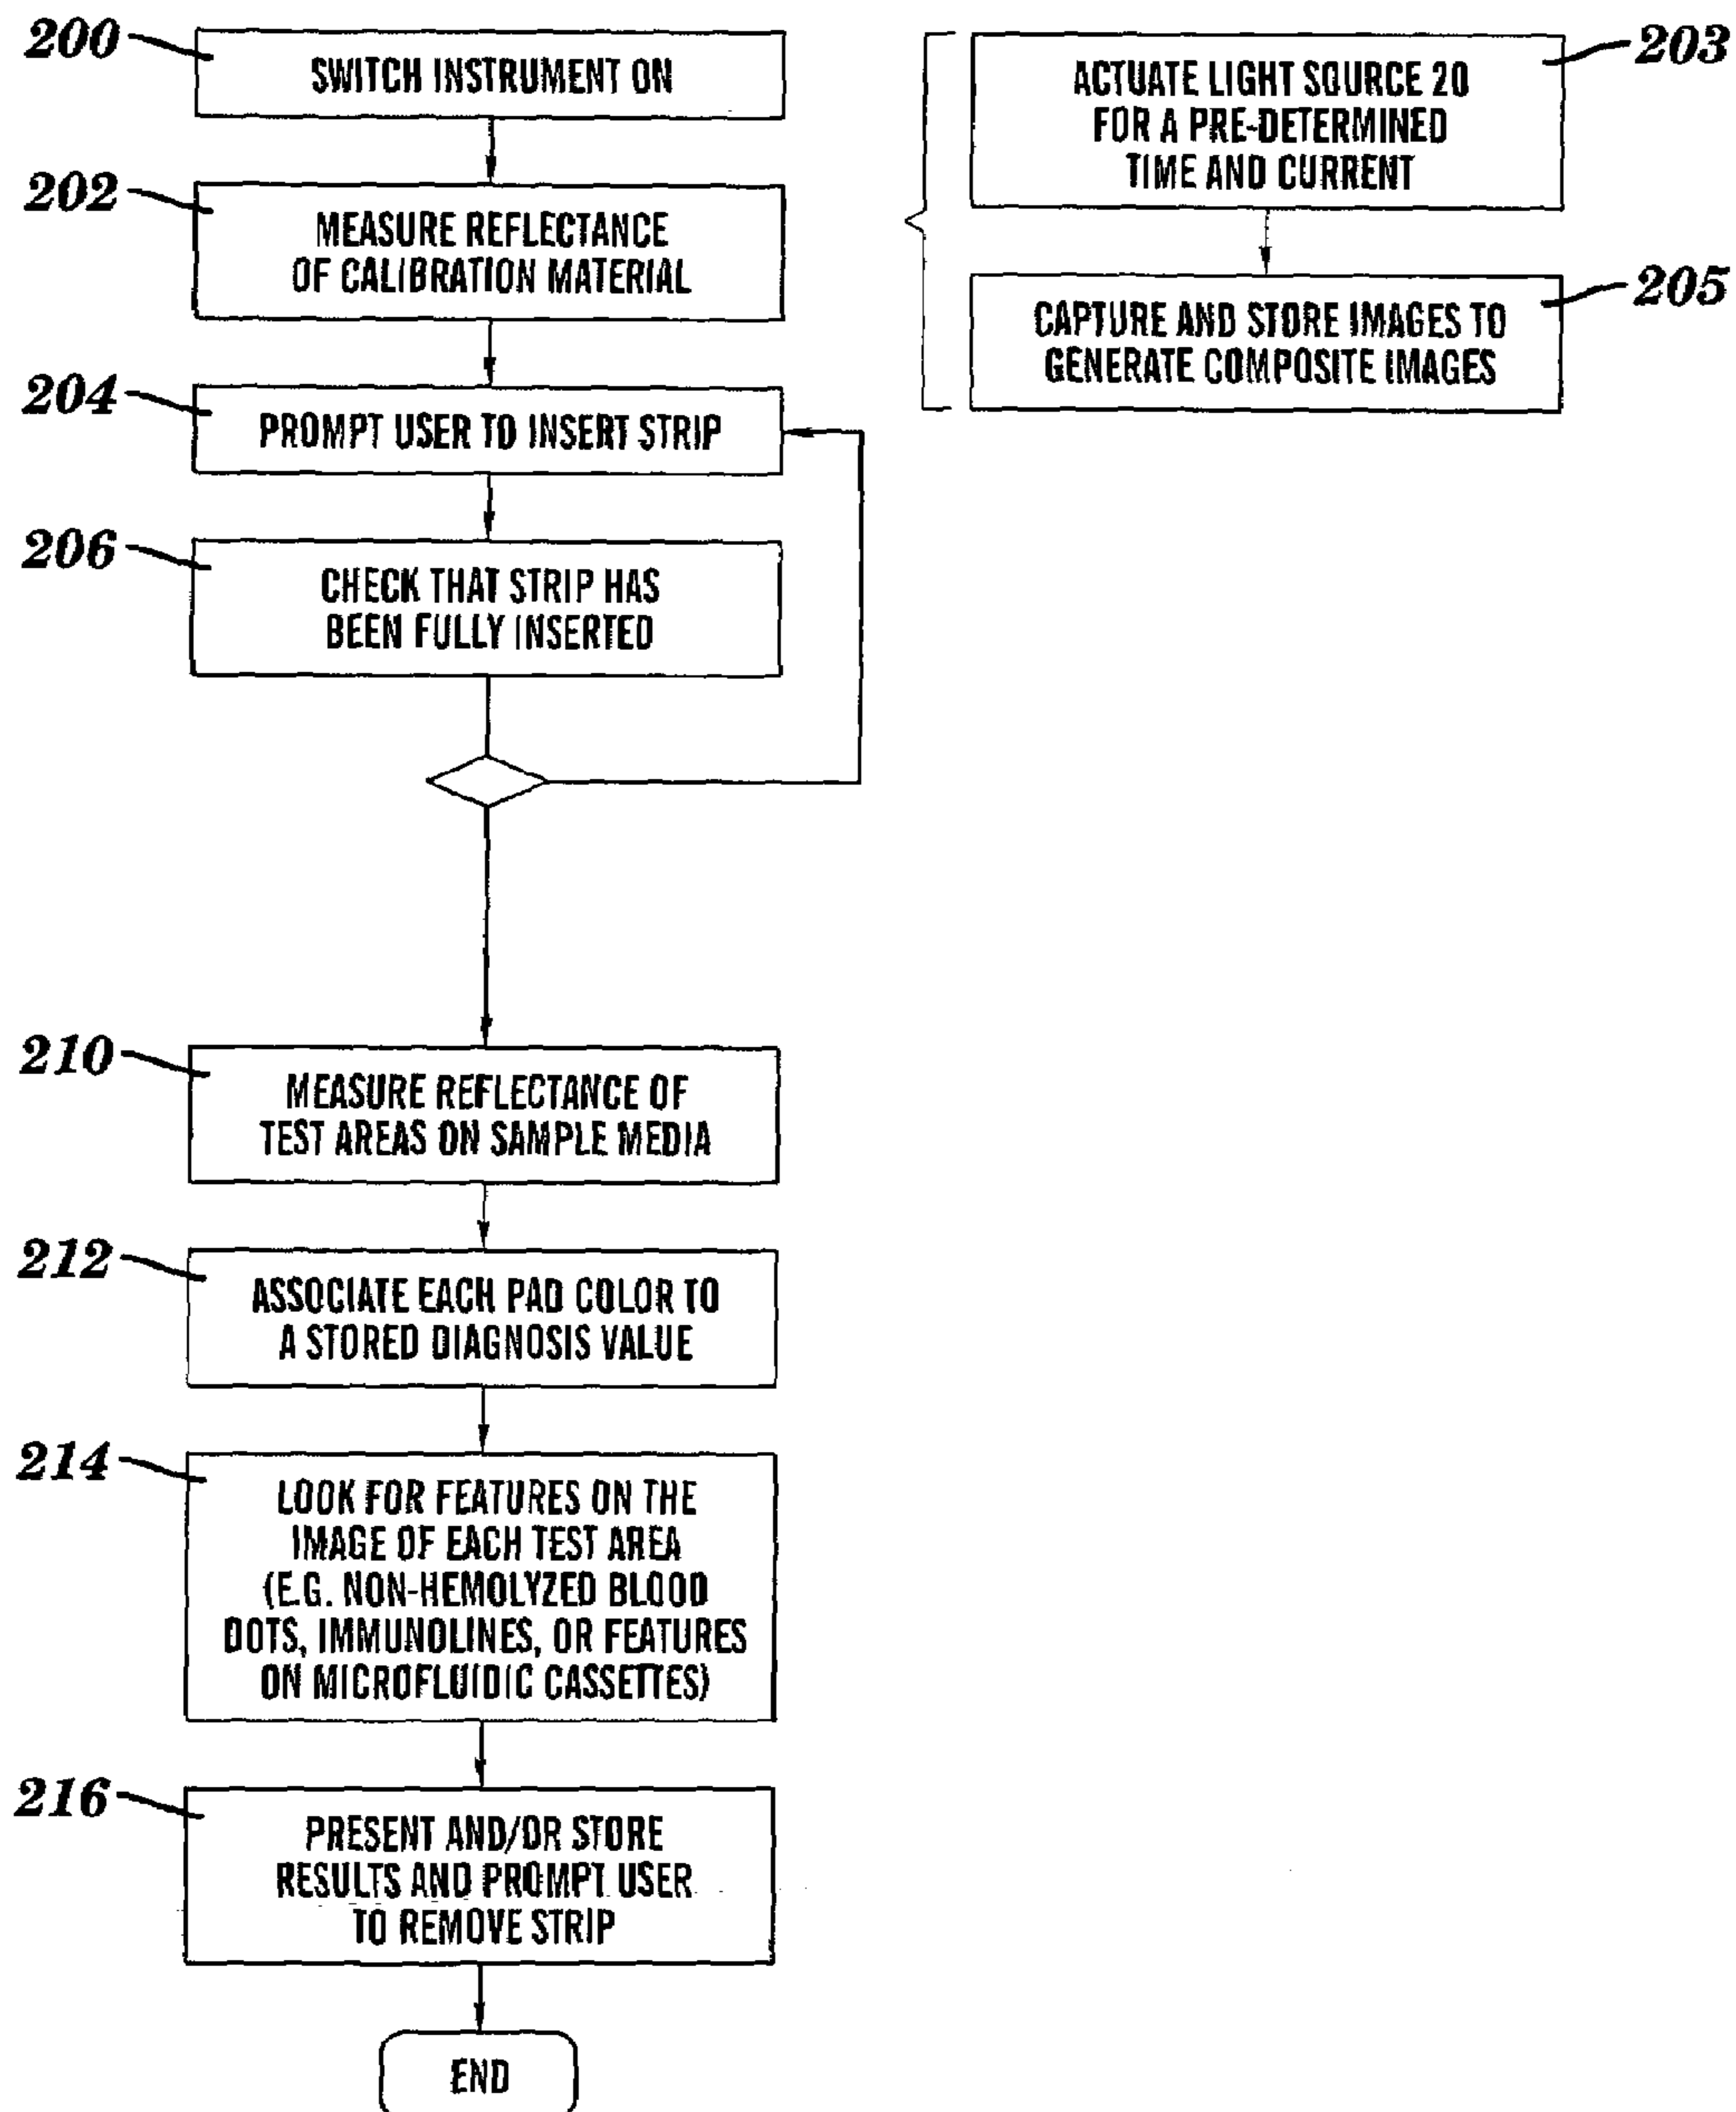 200
SWITCH INSTRUMENT ON
202
MEASURE REFLECTANCE
OF CALIBRATION MATERIAL
203
ACTUATE LIGHT SOURCE 20
FOR A PRE-DETERMINED
TIME AND CURRENT
205
CAPTURE AND STORE IMAGES TO
GENERATE COMPOSITE IMAGES
204
PROMPT USER TO INSERT STRIP
206
CHECK THAT STRIP HAS
BEEN FULLY INSERTED
210
MEASURE REFLECTANCE OF
TEST AREAS ON SAMPLE MEDIA
212
ASSOCIATE EACH PAD COLOR TO
A STORED DIAGNOSIS VALUE
214
LOOK FOR FEATURES ON THE
IMAGE OF EACH TEST AREA
(E.G. NON-HEMOLYZED BLOOD
DOTS, IMMUNOLINES, OR FEATURES
ON MICROFLUIDIC CASSETTES)
216
PRESENT AND/OR STORE
RESULTS AND PROMPT USER
TO REMOVE STRIP
END